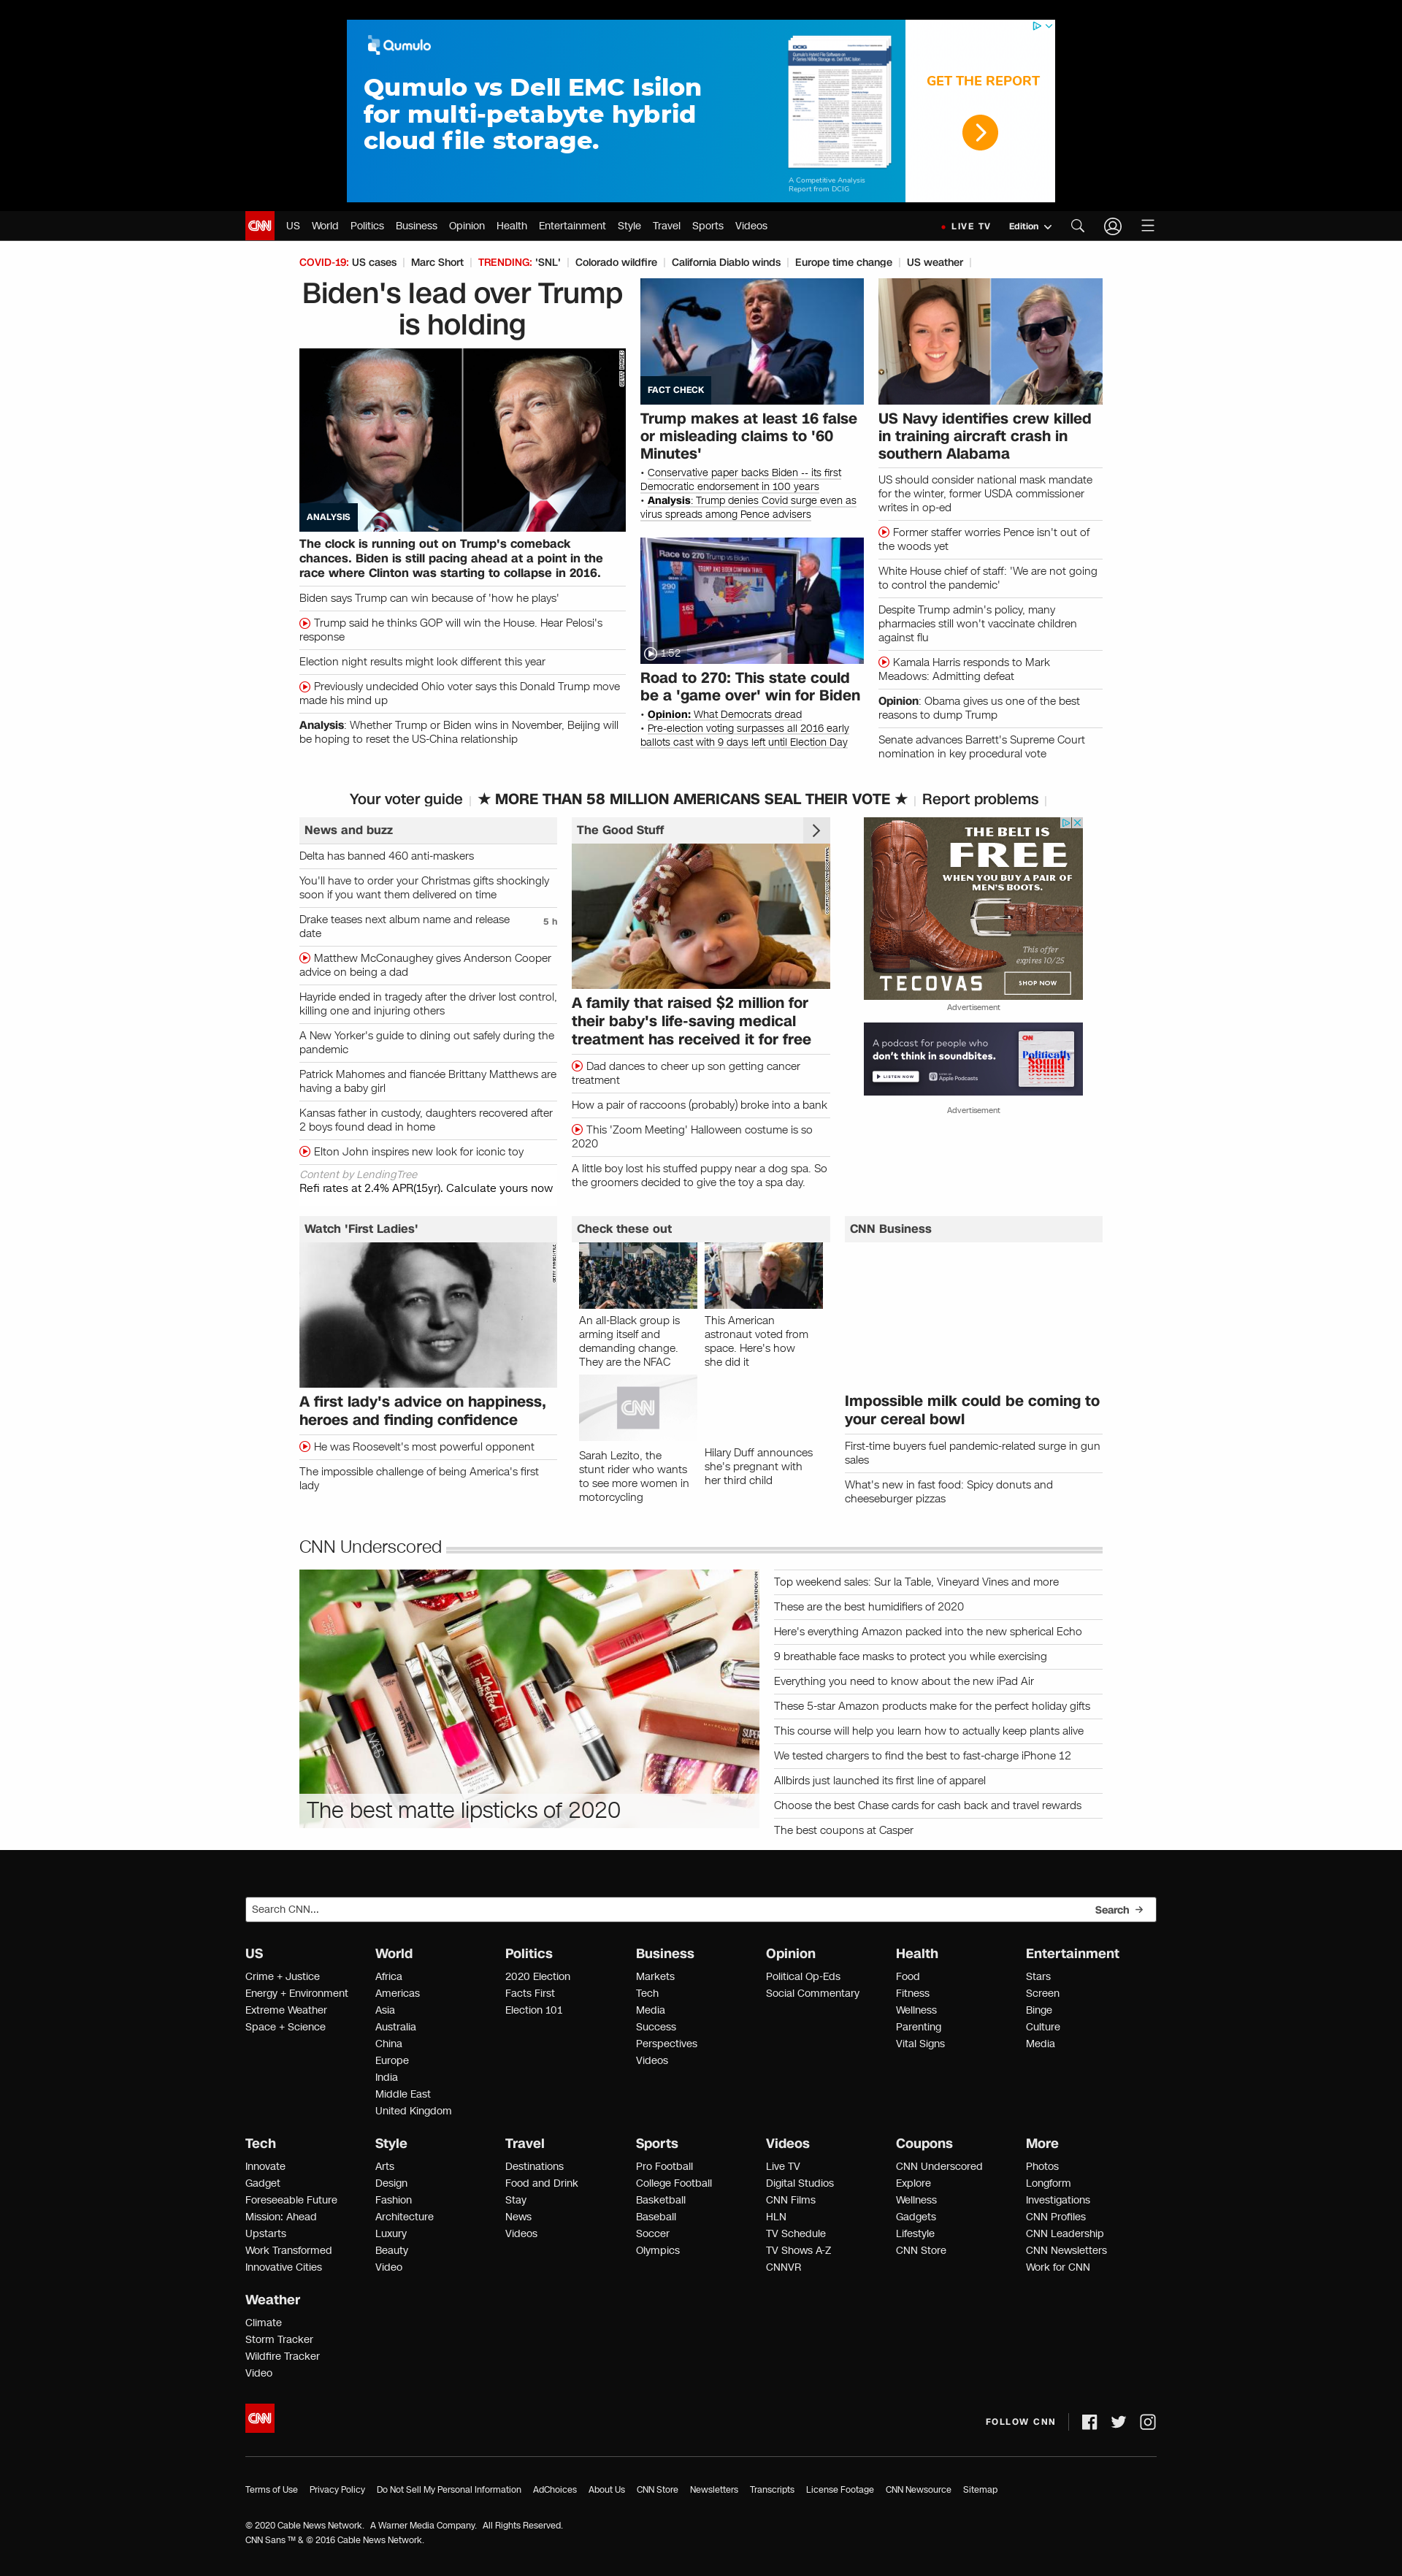 Qumulo
Qumulo vs Dell EMC Isilon
for multi-petabyte hybrid
cloud file storage.
DCIG
A Competitive Analysis
Report from DCIG
GET THE REPORT
CNN
US World Politics Business Opinion Health Entertainment Style Travel Sports Videos
LIVE TV Edition
COVID-19: US cases | Marc Short | TRENDING: 'SNL' | Colorado wildfire | California Diablo winds | Europe time change | US weather |
Biden's lead over Trump
is holding
GETTY IMAGES
ANALYSIS
The clock is running out on Trump's comeback
chances. Biden is still pacing ahead at a point in the
race where Clinton was starting to collapse in 2016.
Biden says Trump can win because of 'how he plays'
Trump said he thinks GOP will win the House. Hear Pelosi's
response
Election night results might look different this year
Previously undecided Ohio voter says this Donald Trump move
made his mind up
Analysis: Whether Trump or Biden wins in November, Beijing will
be hoping to reset the US-China relationship
FACT CHECK
Trump makes at least 16 false
or misleading claims to '60
Minutes'
• Conservative paper backs Biden -- its first
Democratic endorsement in 100 years
• Analysis: Trump denies Covid surge even as
virus spreads among Pence advisers
Race to 270 Trump vs Biden
290
163
1:52
Road to 270: This state could
be a 'game over' win for Biden
• Opinion: What Democrats dread
• Pre-election voting surpasses all 2016 early
ballots cast with 9 days left until Election Day
US Navy identifies crew killed
in training aircraft crash in
southern Alabama
US should consider national mask mandate
for the winter, former USDA commissioner
writes in op-ed
Former staffer worries Pence isn't out of
the woods yet
White House chief of staff: 'We are not going
to control the pandemic'
Despite Trump admin's policy, many
pharmacies still won't vaccinate children
against flu
Kamala Harris responds to Mark
Meadows: Admitting defeat
Opinion: Obama gives us one of the best
reasons to dump Trump
Senate advances Barrett's Supreme Court
nomination in key procedural vote
Your voter guide | ★ MORE THAN 58 MILLION AMERICANS SEAL THEIR VOTE ★ | Report problems |
News and buzz
Delta has banned 460 anti-maskers
You'll have to order your Christmas gifts shockingly
soon if you want them delivered on time
Drake teases next album name and release
date
5 h
Matthew McConaughey gives Anderson Cooper
advice on being a dad
Hayride ended in tragedy after the driver lost control,
killing one and injuring others
A New Yorker's guide to dining out safely during the
pandemic
Patrick Mahomes and fiancée Brittany Matthews are
having a baby girl
Kansas father in custody, daughters recovered after
2 boys found dead in home
Elton John inspires new look for iconic toy
Content by LendingTree
Refi rates at 2.4% APR(15yr). Calculate yours now
The Good Stuff
A family that raised $2 million for
their baby's life-saving medical
treatment has received it for free
Dad dances to cheer up son getting cancer
treatment
How a pair of raccoons (probably) broke into a bank
This 'Zoom Meeting' Halloween costume is so
2020
A little boy lost his stuffed puppy near a dog spa. So
the groomers decided to give the toy a spa day.
THE BELT IS
FREE
WHEN YOU BUY A PAIR OF
MEN'S BOOTS.
This offer
expires 10/25
TECOVAS
SHOP NOW
Advertisement
A podcast for people who
don't think in soundbites.
LISTEN NOW
Apple Podcasts
CNN
Politically
Sound
Advertisement
Watch 'First Ladies'
A first lady's advice on happiness,
heroes and finding confidence
He was Roosevelt's most powerful opponent
The impossible challenge of being America's first
lady
Check these out
An all-Black group is
arming itself and
demanding change.
They are the NFAC
This American
astronaut voted from
space. Here's how
she did it
CNN
Sarah Lezito, the
stunt rider who wants
to see more women in
motorcycling
Hilary Duff announces
she's pregnant with
her third child
CNN Business
Impossible milk could be coming to
your cereal bowl
First-time buyers fuel pandemic-related surge in gun
sales
What's new in fast food: Spicy donuts and
cheeseburger pizzas
CNN Underscored
NARS
Melted
MAYBELLINE
SUPER
The best matte lipsticks of 2020
Top weekend sales: Sur la Table, Vineyard Vines and more
These are the best humidifiers of 2020
Here's everything Amazon packed into the new spherical Echo
9 breathable face masks to protect you while exercising
Everything you need to know about the new iPad Air
These 5-star Amazon products make for the perfect holiday gifts
This course will help you learn how to actually keep plants alive
We tested chargers to find the best to fast-charge iPhone 12
Allbirds just launched its first line of apparel
Choose the best Chase cards for cash back and travel rewards
The best coupons at Casper
Search CNN... Search →
US
Crime + Justice
Energy + Environment
Extreme Weather
Space + Science
World
Africa
Americas
Asia
Australia
China
Europe
India
Middle East
United Kingdom
Politics
2020 Election
Facts First
Election 101
Business
Markets
Tech
Media
Success
Perspectives
Videos
Opinion
Political Op-Eds
Social Commentary
Health
Food
Fitness
Wellness
Parenting
Vital Signs
Entertainment
Stars
Screen
Binge
Culture
Media
Tech
Innovate
Gadget
Foreseeable Future
Mission: Ahead
Upstarts
Work Transformed
Innovative Cities
Style
Arts
Design
Fashion
Architecture
Luxury
Beauty
Video
Travel
Destinations
Food and Drink
Stay
News
Videos
Sports
Pro Football
College Football
Basketball
Baseball
Soccer
Olympics
Videos
Live TV
Digital Studios
CNN Films
HLN
TV Schedule
TV Shows A-Z
CNNVR
Coupons
CNN Underscored
Explore
Wellness
Gadgets
Lifestyle
CNN Store
More
Photos
Longform
Investigations
CNN Profiles
CNN Leadership
CNN Newsletters
Work for CNN
Weather
Climate
Storm Tracker
Wildfire Tracker
Video
CNN
FOLLOW CNN
Terms of Use Privacy Policy Do Not Sell My Personal Information AdChoices About Us CNN Store Newsletters Transcripts License Footage CNN Newsource Sitemap
© 2020 Cable News Network. A Warner Media Company. All Rights Reserved.
CNN Sans ™ & © 2016 Cable News Network.